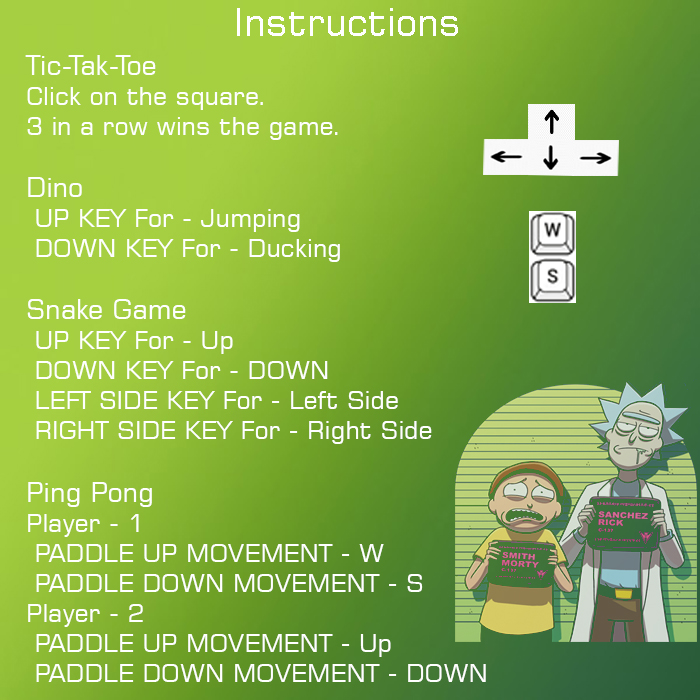 Instructions
Tic-Tak-Toe
Click on the square.
3 in a row wins the game.
Dino
UP KEY For - Jumping
DOWN KEY For - Ducking
W
S
Snake Game
UP KEY For - Up
DOWN KEY For - DOWN
LEFT SIDE KEY For - Left Side
RIGHT SIDE KEY For - Right Side
Ping Pong
Player - 1
PADDLE UP MOVEMENT - W
PADDLE DOWN MOVEMENT - S
Player - 2
PADDLE UP MOVEMENT - Up
PADDLE DOWN MOVEMENT - DOWN
SANCHEZ
RICK
SMITH
MORTY